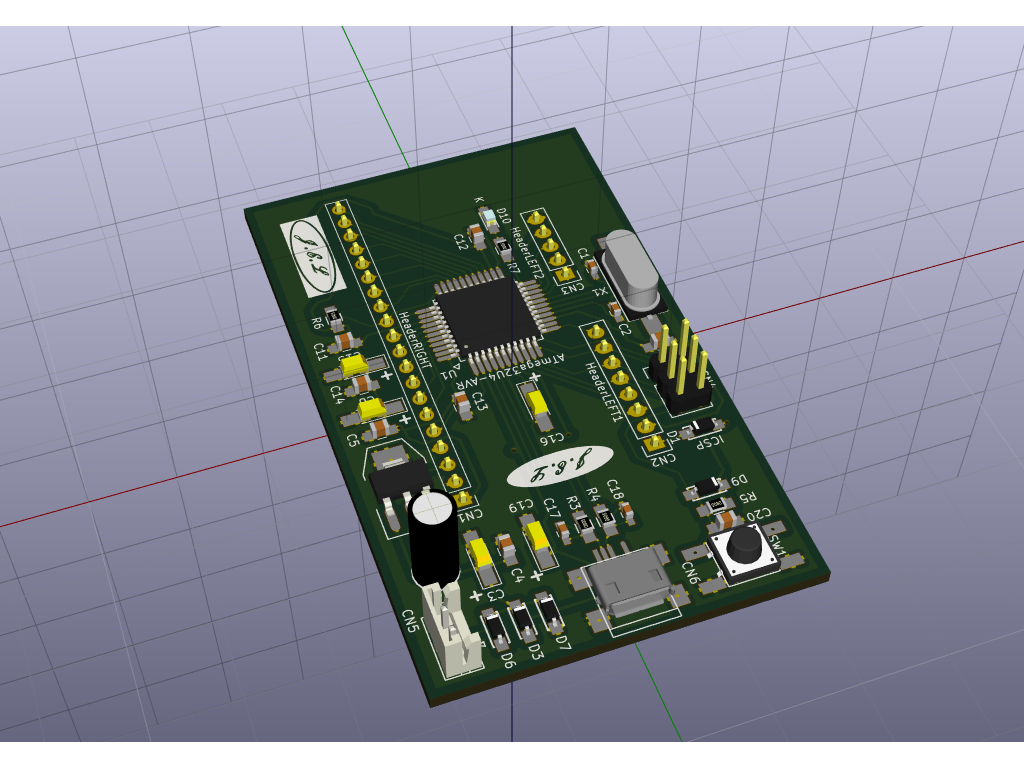 K
D10
C12
R7
HeaderLEFT2
CN3
C1
X1
C2
J.G.L
R6
C11
HeaderRIGHT
U1
ATmega32U4-AVR
C14
C13
C5
C16
HeaderLEFT1
CN2
ICSP
CN1
J.G.L
D9
R5
C20
SW1
C19
C17
R3
R4
C18
C3
C4
CN6
CN5
D6
D3
D7